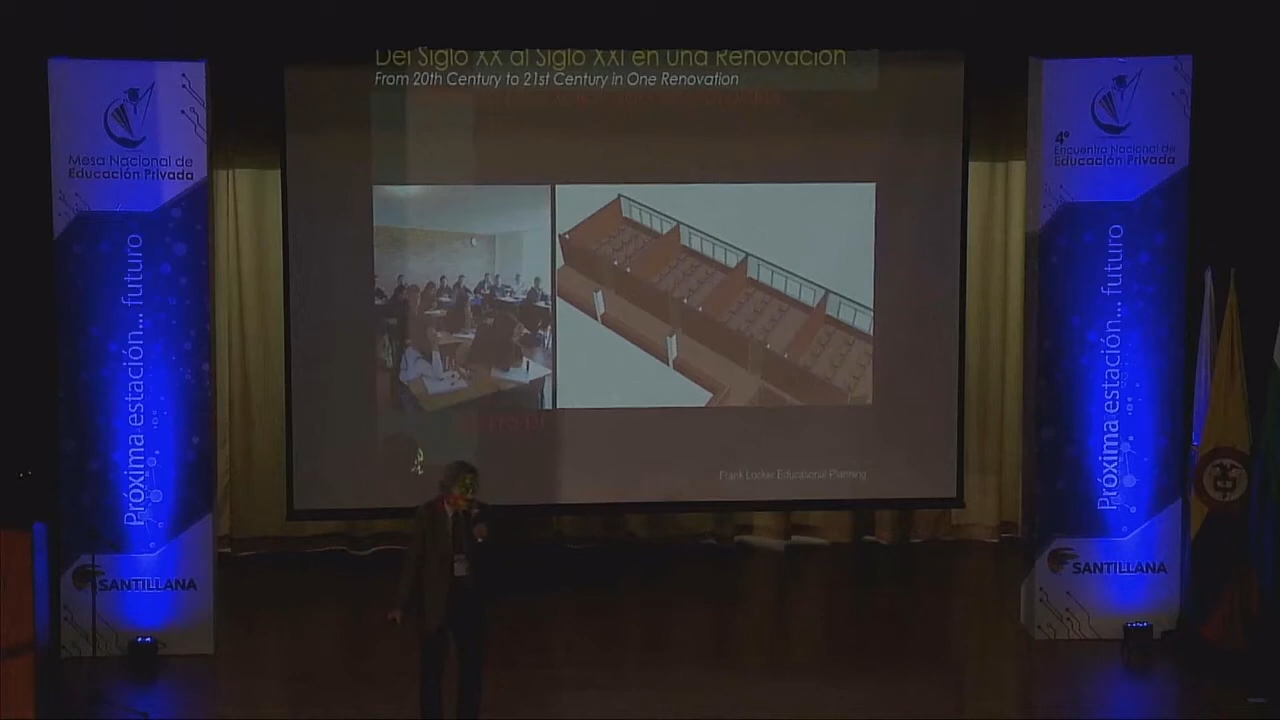 Del Siglo XX al Siglo XXI en una Renovación
From 20th Century to 21st Century in One Renovation
Frank Locker Educational Planning
Mesa Nacional de
Educación Privada
Próxima estación... futuro
SANTILLANA
4º
Encuentro Nacional de
Educación Privada
Próxima estación... futuro
SANTILLANA